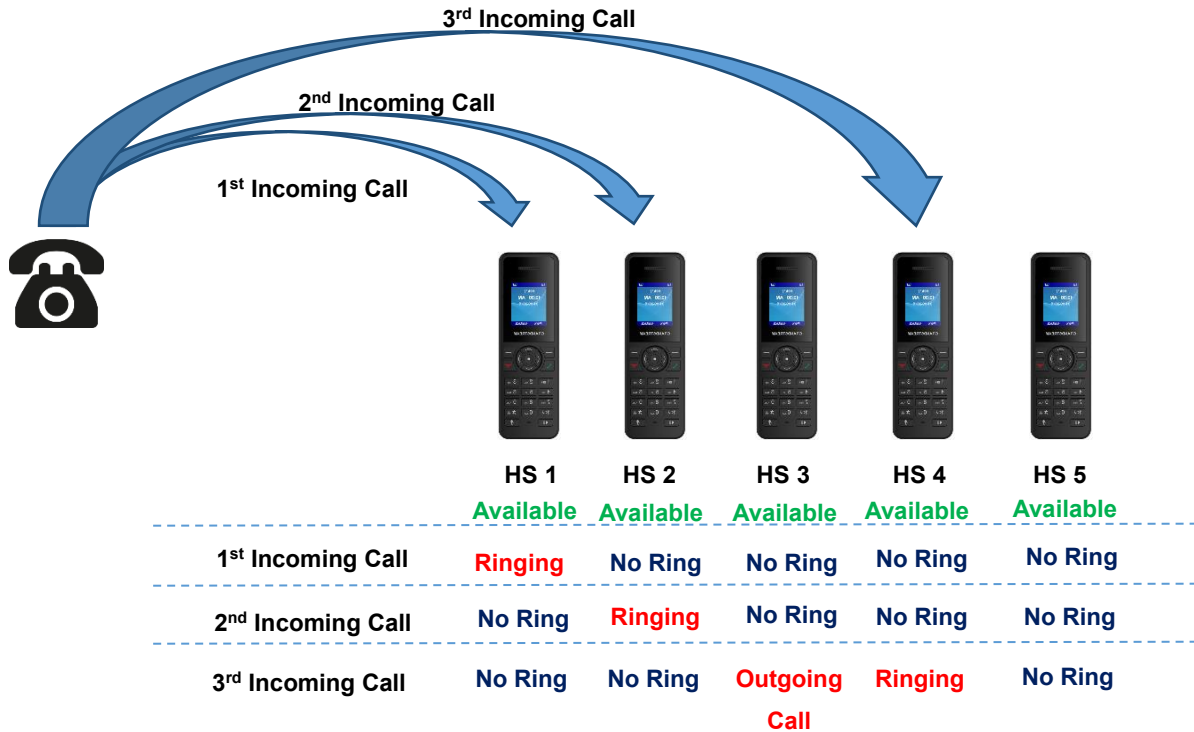 3rd Incoming Call
2nd Incoming Call
1st Incoming Call
HS 1 HS 2 HS 3 HS 4 HS 5
Available Available Available Available Available
1st Incoming Call Ringing No Ring No Ring No Ring No Ring
2nd Incoming Call No Ring Ringing No Ring No Ring No Ring
3rd Incoming Call No Ring No Ring Outgoing Ringing No Ring
Call